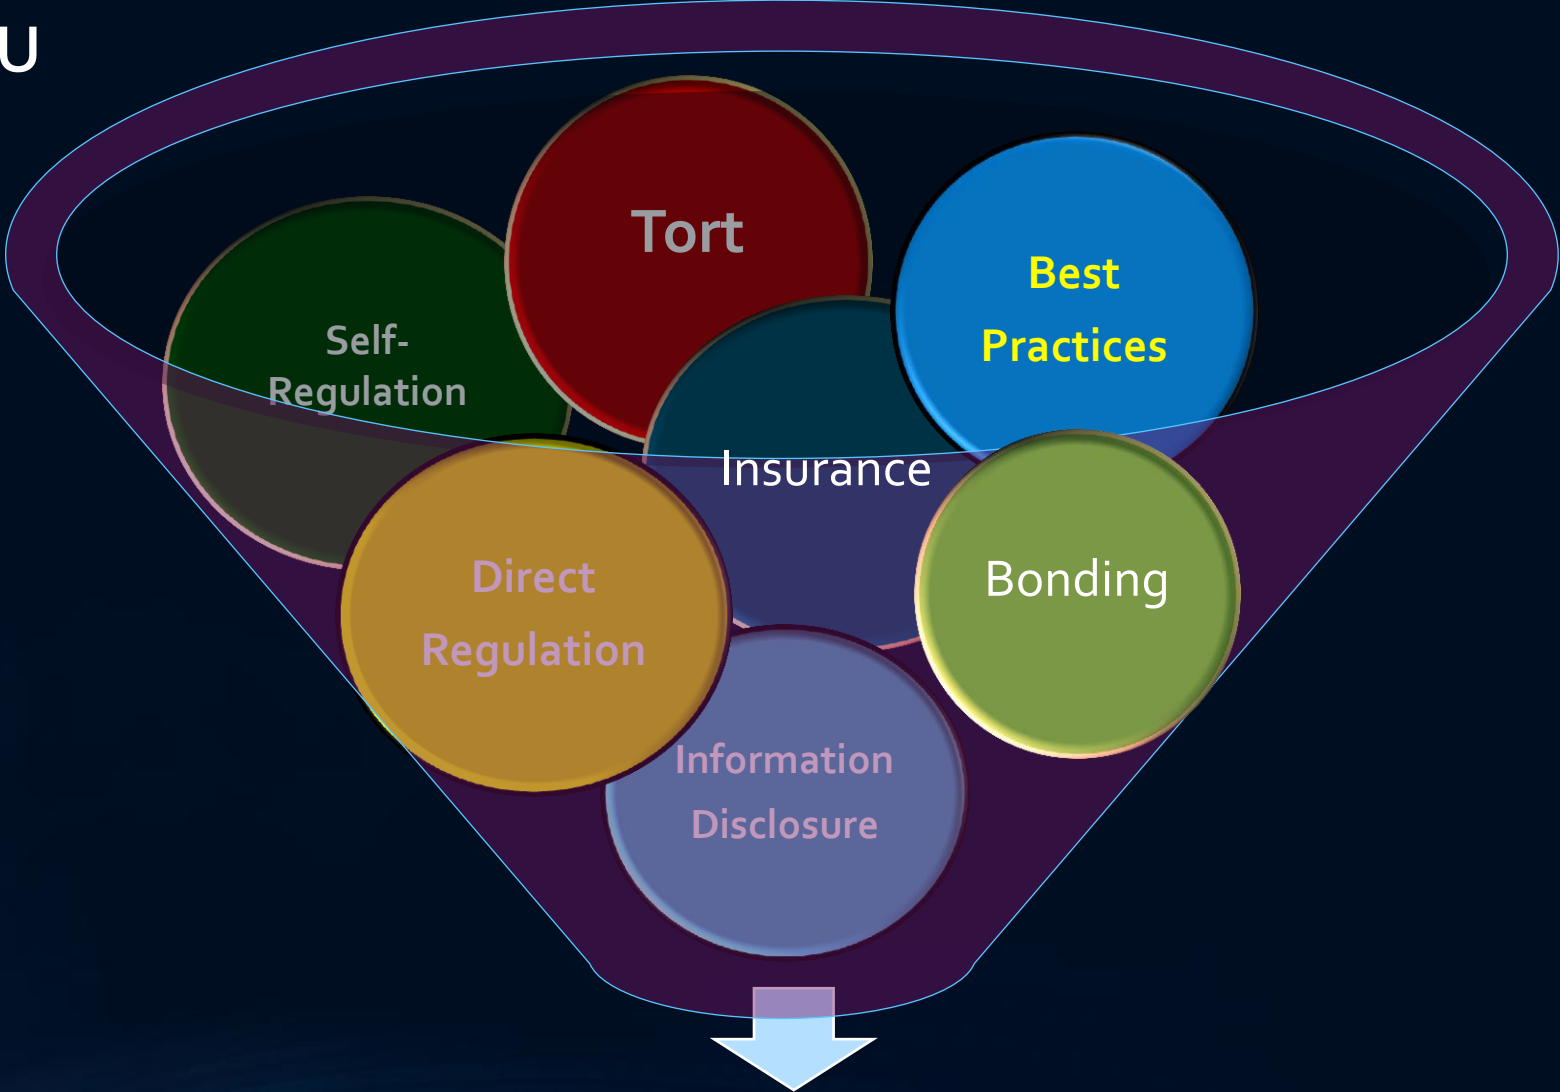 U
Tort
Best
Practices
Self-
Regulation
Insurance
Direct
Regulation
Bonding
Information
Disclosure